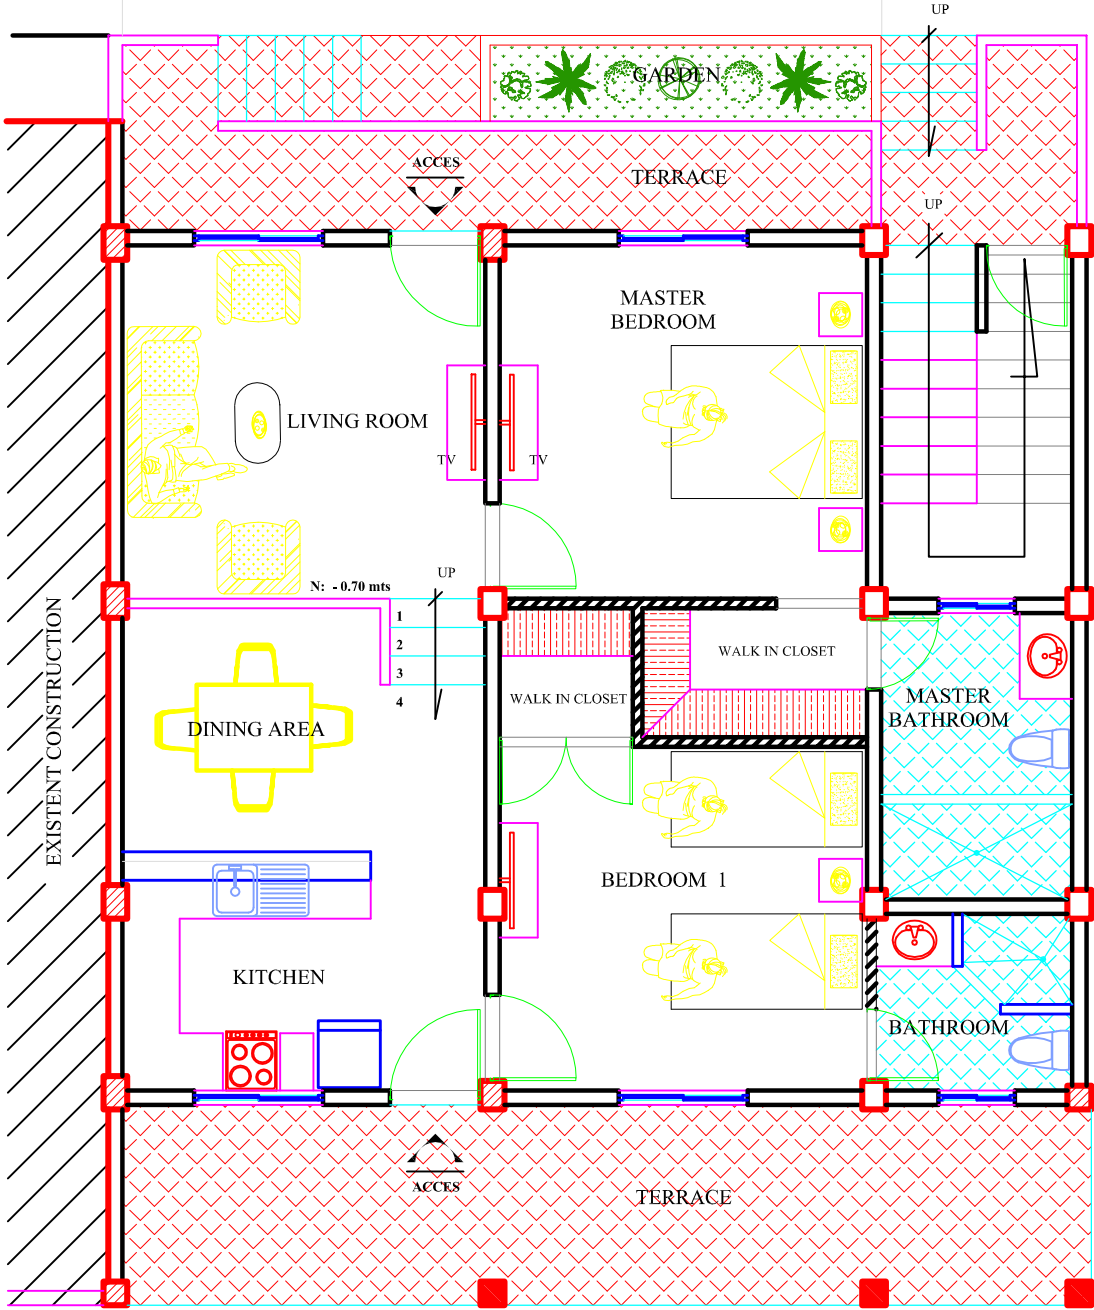 UP
GARDEN
ACCES
TERRACE
UP
MASTER
BEDROOM
LIVING ROOM
TV
TV
N: - 0.70 mts
UP
1
2
3
4
WALK IN CLOSET
WALK IN CLOSET
MASTER
BATHROOM
DINING AREA
EXISTENT CONSTRUCTION
BEDROOM 1
KITCHEN
BATHROOM
ACCES
TERRACE